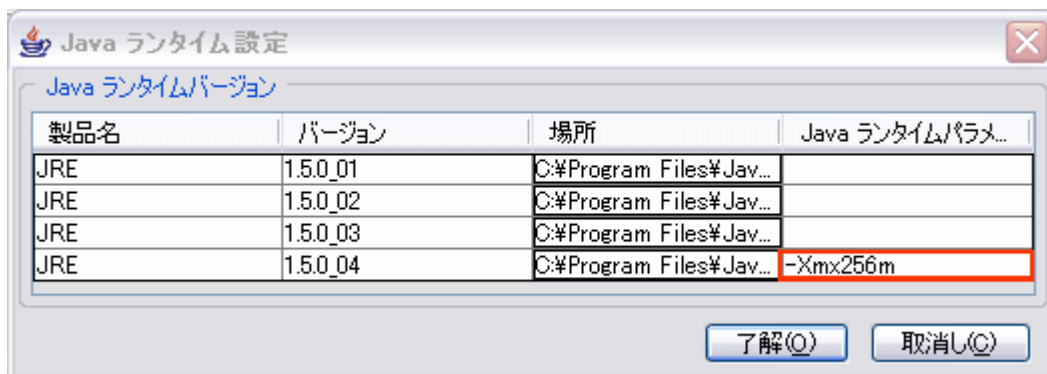 Java ランタイム設定
Java ランタイムバージョン
製品名 バージョン 場所 Java ランタイムパラメ...
JRE 1.5.0_01 C:¥Program Files¥Jav...
JRE 1.5.0_02 C:¥Program Files¥Jav...
JRE 1.5.0_03 C:¥Program Files¥Jav...
JRE 1.5.0_04 C:¥Program Files¥Jav... -Xmx256m
了解(O) 取消し(C)